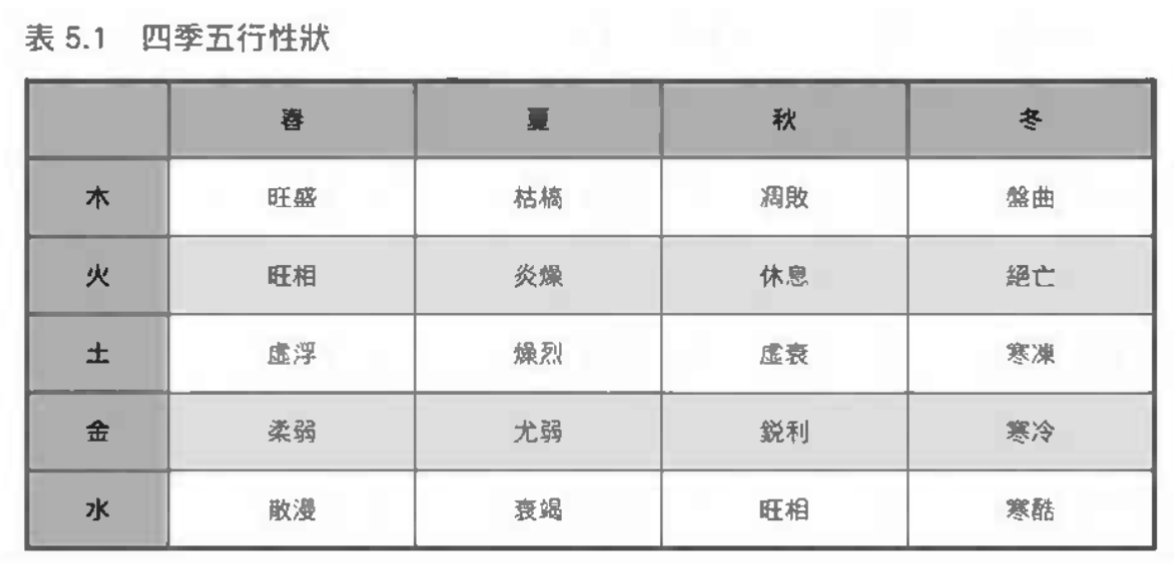 表 5.1 四季五行性狀
春 夏 秋 冬
木 旺盛 枯槁 凋敗 盤曲
火 旺相 炎燥 休息 絕亡
土 虛浮 燥烈 虛衰 寒凍
金 柔弱 尤弱 銳利 寒冷
水 散漫 衰竭 旺相 寒酷